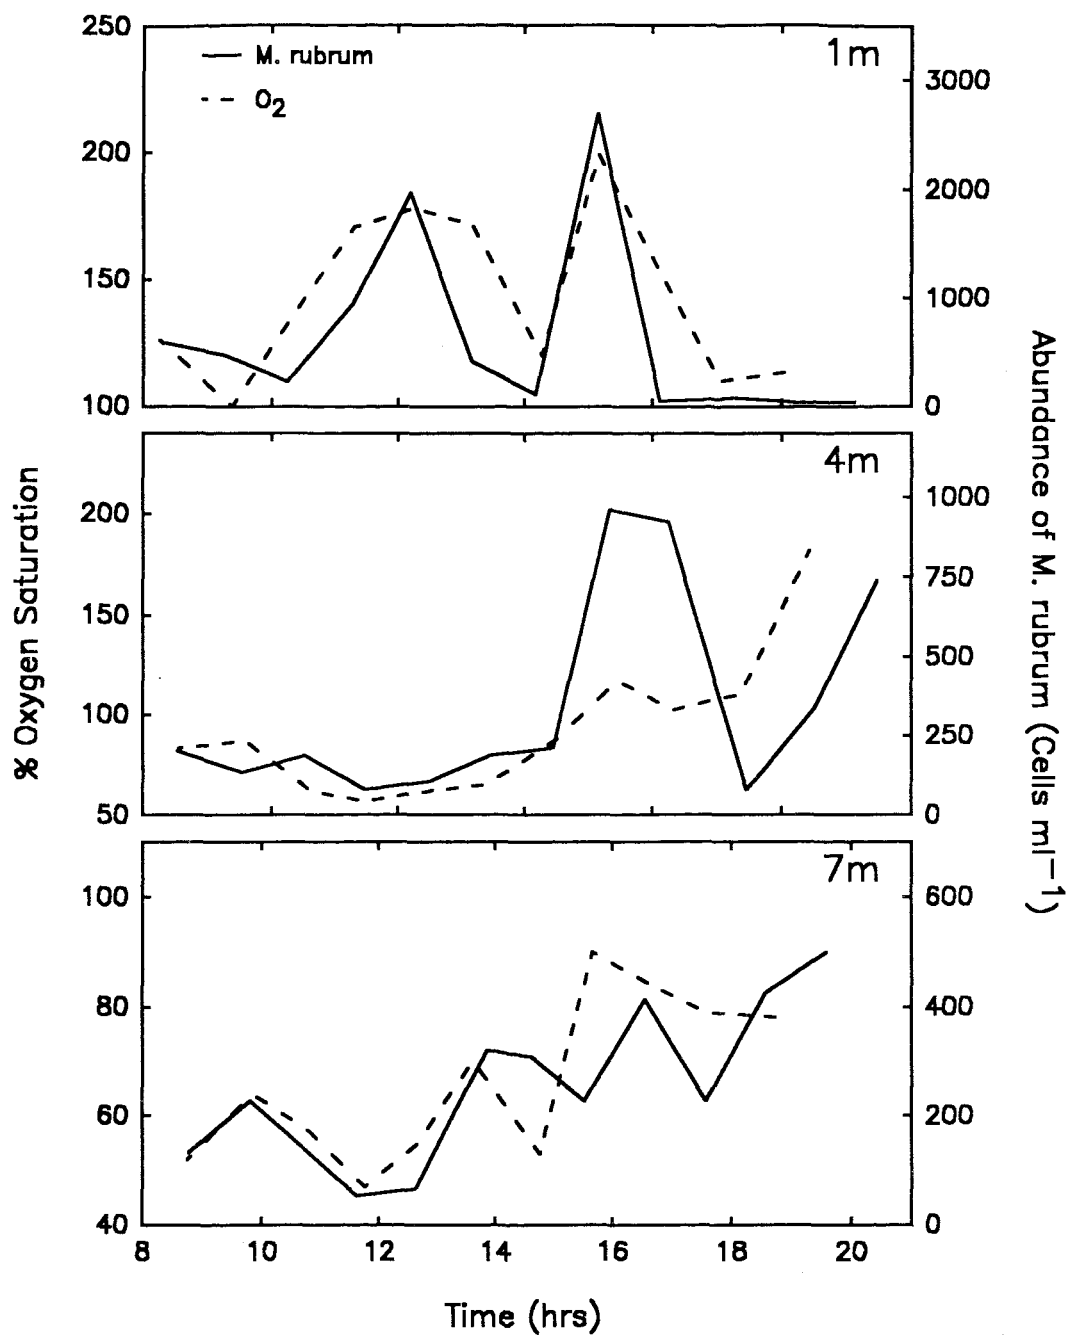 250
200
150
100
M. rubrum
O2
1m
3000
2000
1000
0
200
150
100
50
4m
1000
750
500
250
0
100
80
60
40
7m
600
400
200
0
8 10 12 14 16 18 20
Time (hrs)
% Oxygen Saturation
Abundance of M. rubrum (Cells ml−1)